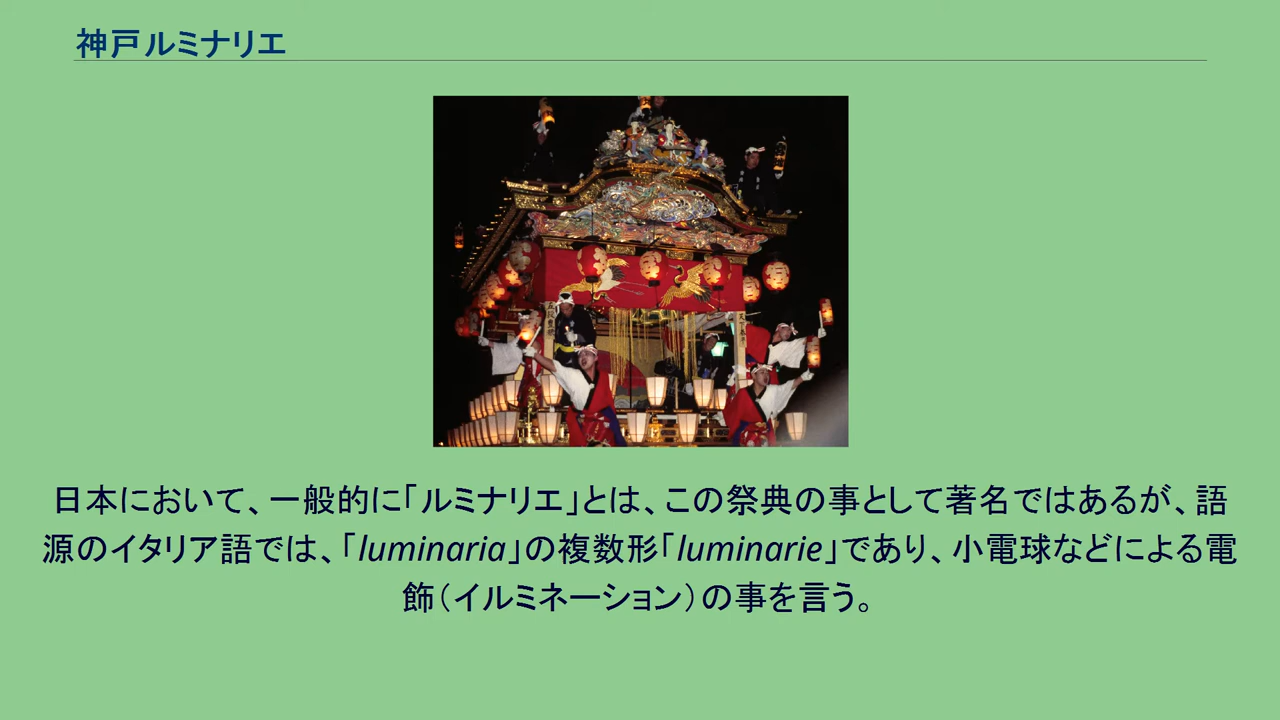 神戸ルミナリエ
日本において、一般的に「ルミナリエ」とは、この祭典の事として著名ではあるが、語
源のイタリア語では、「luminaria」の複数形「luminarie」であり、小電球などによる電
飾（イルミネーション）の事を言う。